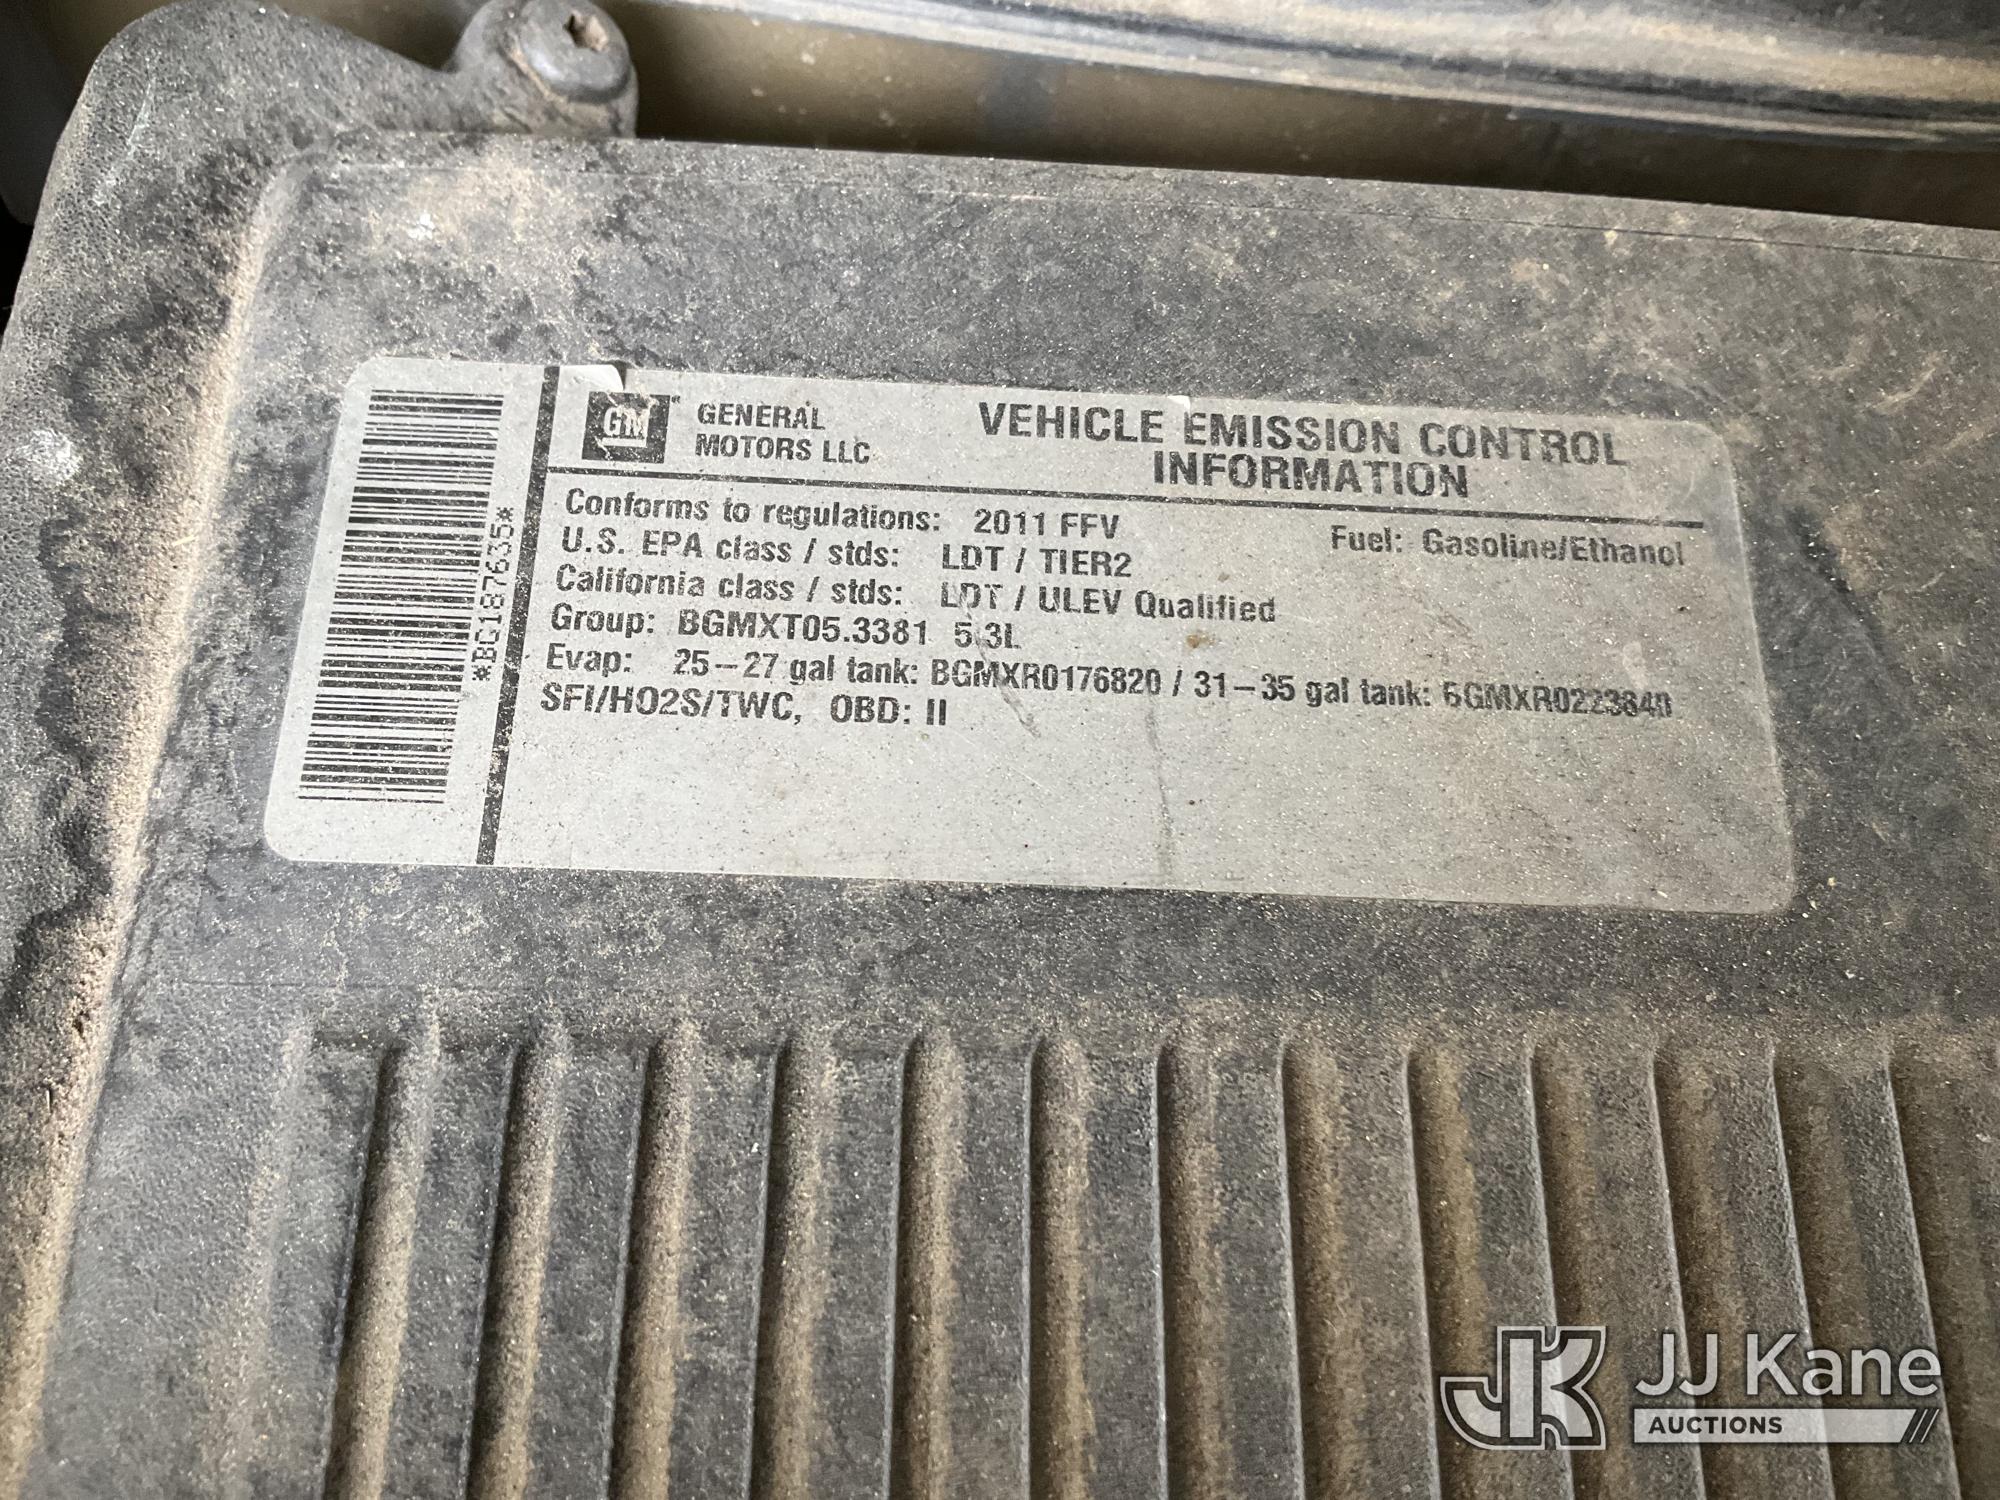 *BG187635*
GM
GENERAL
MOTORS LLC
VEHICLE EMISSION CONTROL
INFORMATION
Conforms to regulations: 2011 FFV
Fuel: Gasoline/Ethanol
U.S. EPA class / stds: LDT / TIER2
California class / stds: LDT / ULEV Qualified
Group: BGMXT05.3381 5.3L
Evap: 25-27 gal tank: BGMXR0176820 / 31-35 gal tank:
SFI/HO2S/TWC, OBD: II
JK
JJ Kane
AUCTIONS